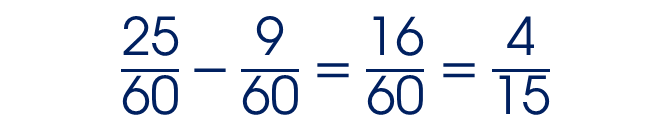 25/60 − 9/60 = 16/60 = 4/15